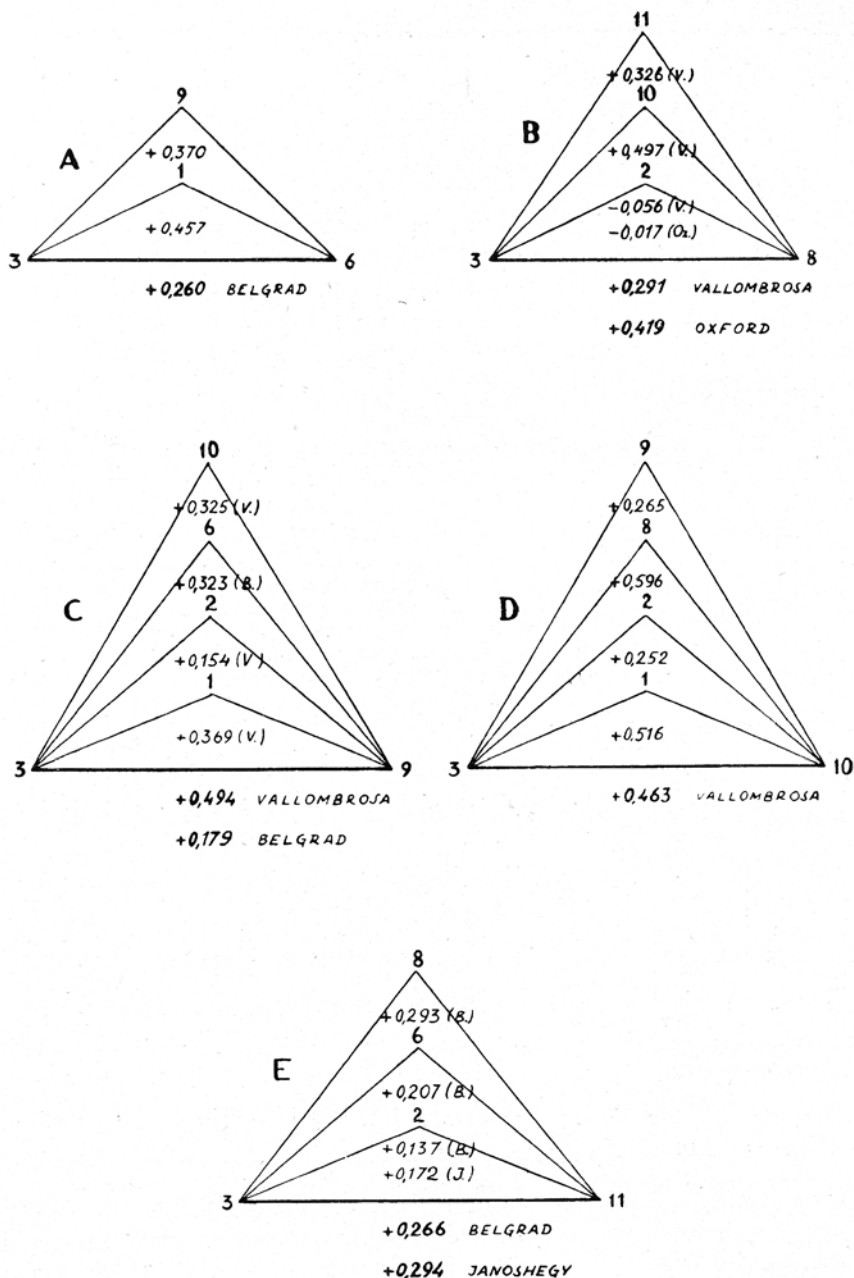 9
A
+0,370
1
+0,457
3 6
+0,260 BELGRAD
11
+0,326 (V.)
10
B
+0,497 (V.)
2
-0,056 (V.)
-0,017 (Ox.)
3 8
+0,291 VALLOMBROSA
+0,419 OXFORD
10
+0,325 (V.)
6
+0,323 (B.)
C
2
+0,154 (V)
1
+0,369 (V.)
3 9
+0,494 VALLOMBROSA
+0,179 BELGRAD
9
+0,265
8
+0,596
D
2
+0,252
1
+0,516
3 10
+0,463 VALLOMBROSA
8
+0,293 (B.)
6
E
+0,207 (B.)
2
+0,137 (B.)
+0,172 (J.)
3 11
+0,266 BELGRAD
+0,294 JANOSHEGY